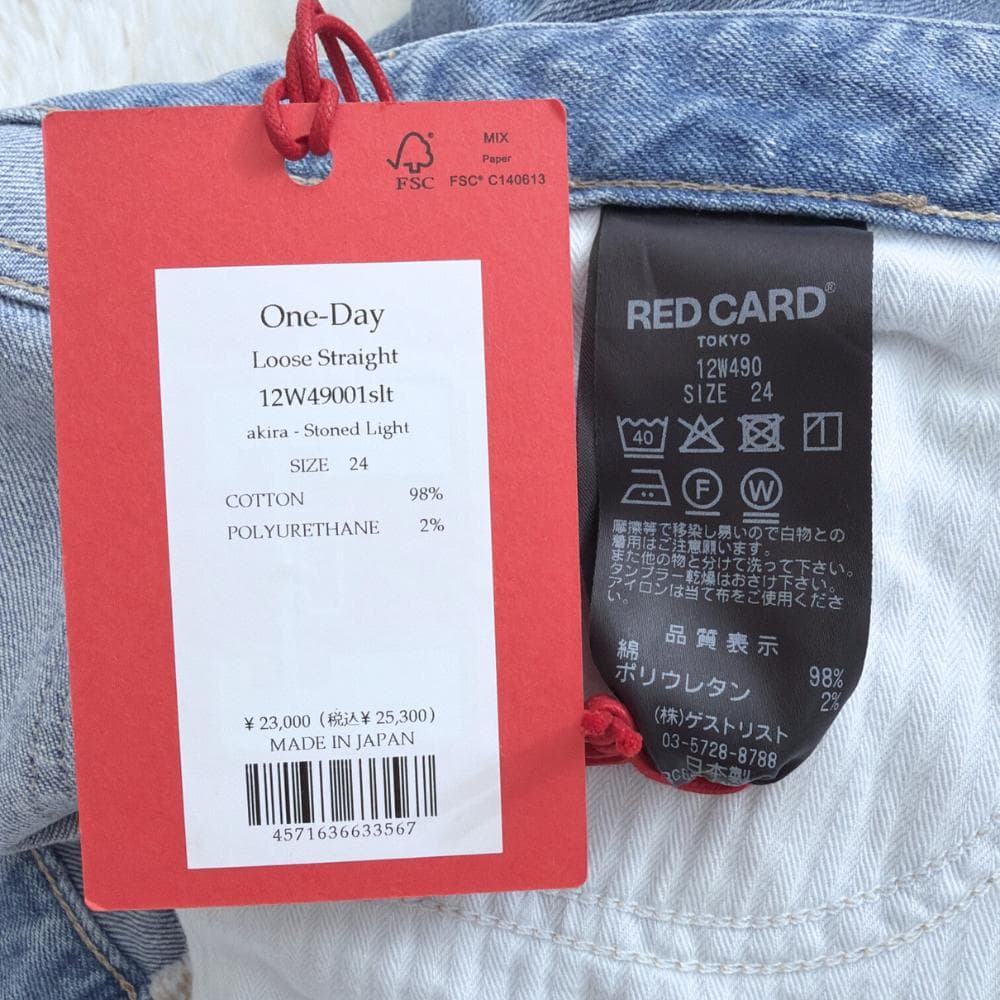 FSC
MIX
Paper
FSC® C140613
One-Day
Loose Straight
12W49001slt
akira - Stoned Light
SIZE 24
COTTON 98%
POLYURETHANE 2%
¥23,000 (税込¥25,300)
MADE IN JAPAN
4571636633567
RED CARD®
TOKYO
12W490
SIZE 24
40
F W
摩擦等で移染し易いので白物との
着用はご注意願います。
また他の物と分けて洗って下さい。
タンブラー乾燥はおさけ下さい。
アイロンは当て布をご使用くださ
い。
品質表示
綿 98%
ポリウレタン 2%
(株)ゲストリスト
03-5728-8788
日本製